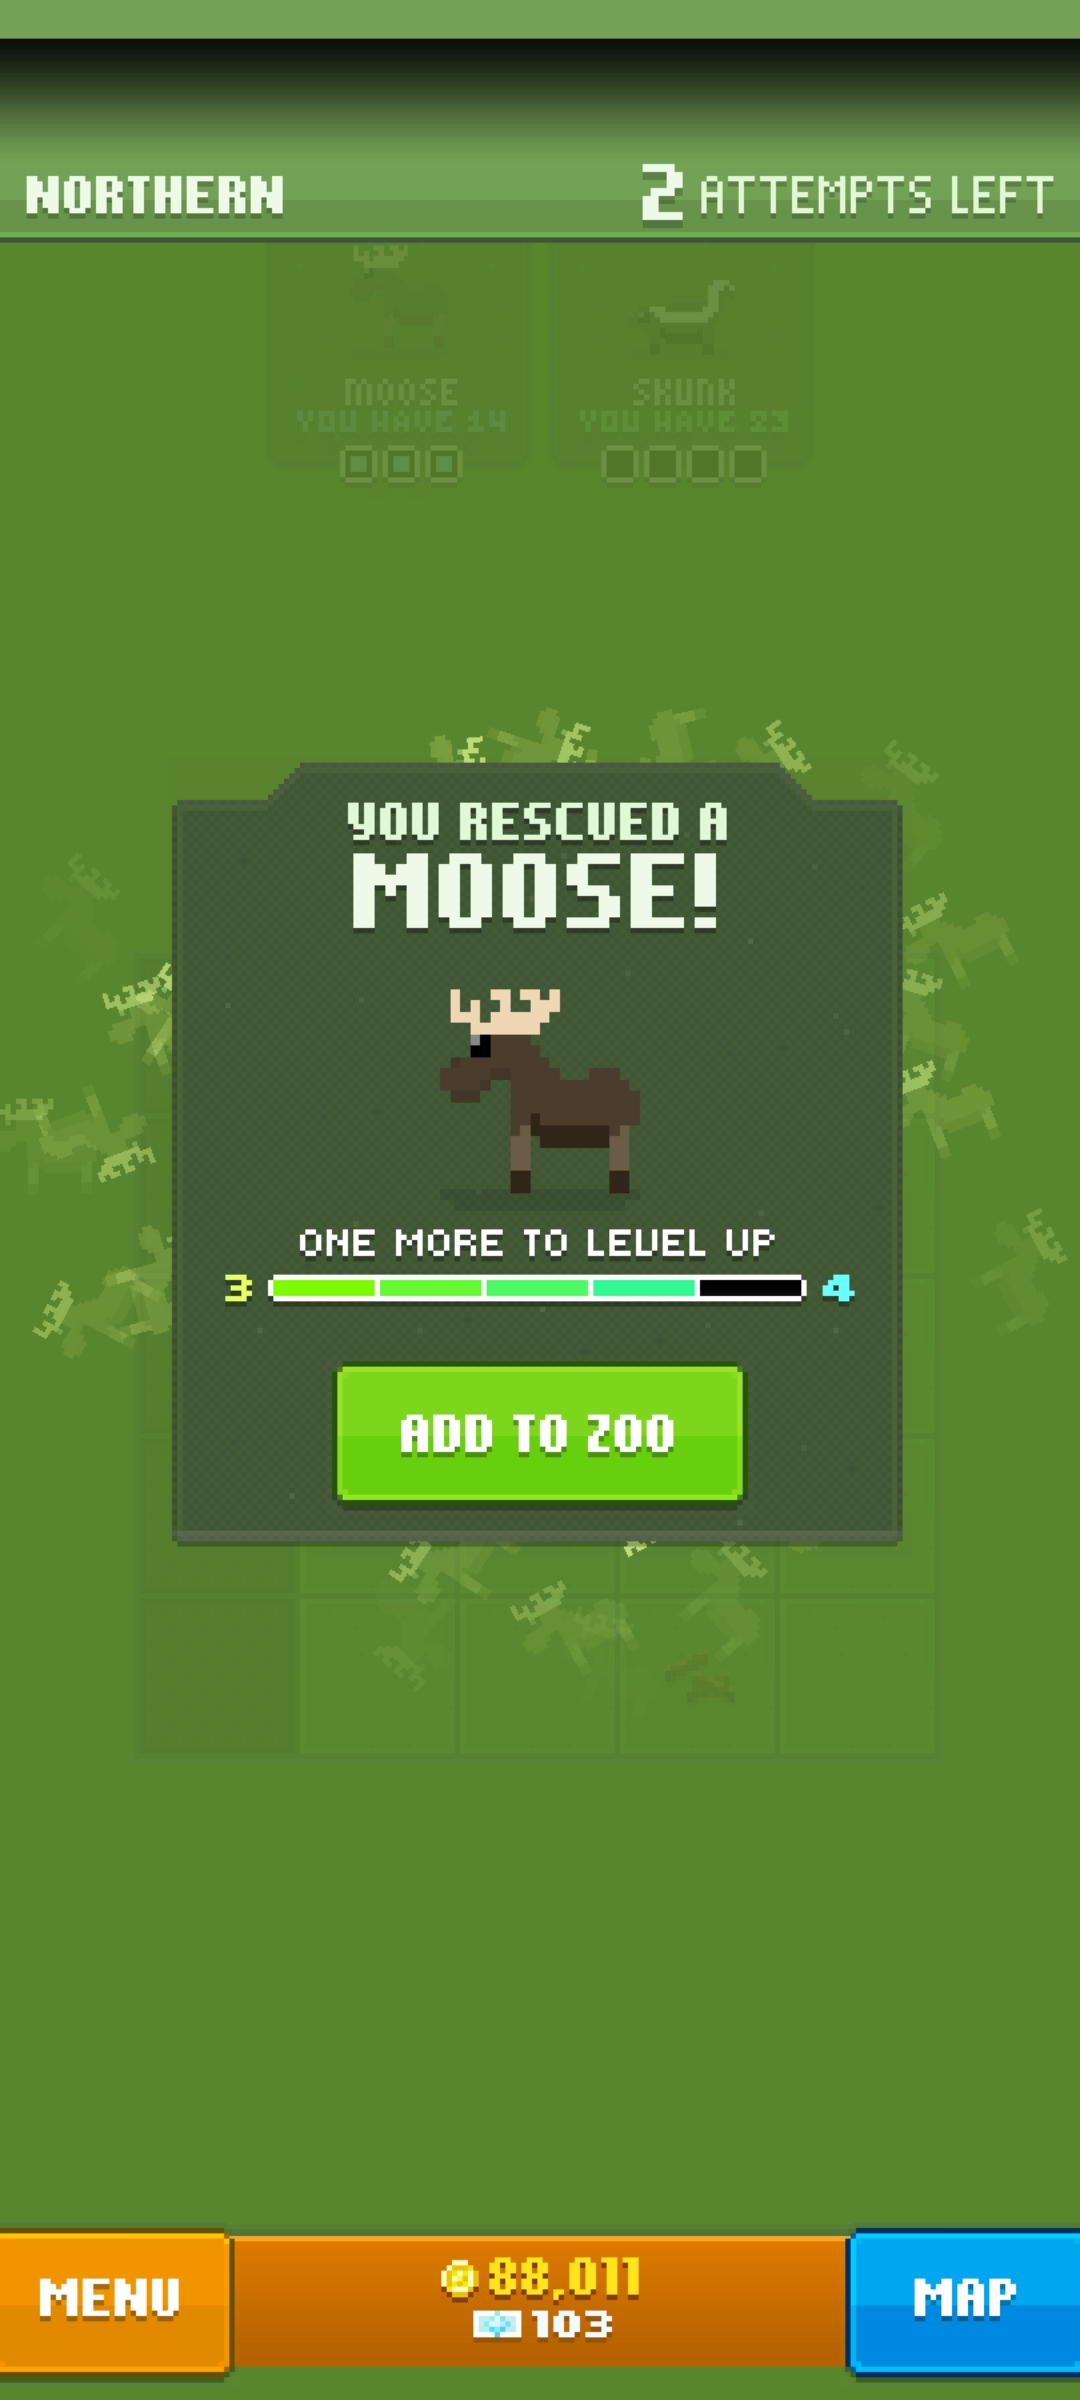 NORTHERN
2 ATTEMPTS LEFT
MOOSE
YOU HAVE 14
SKUNK
YOU HAVE 23
YOU RESCUED A
MOOSE!
ONE MORE TO LEVEL UP
3 4
ADD TO ZOO
MENU
88,011
103
MAP